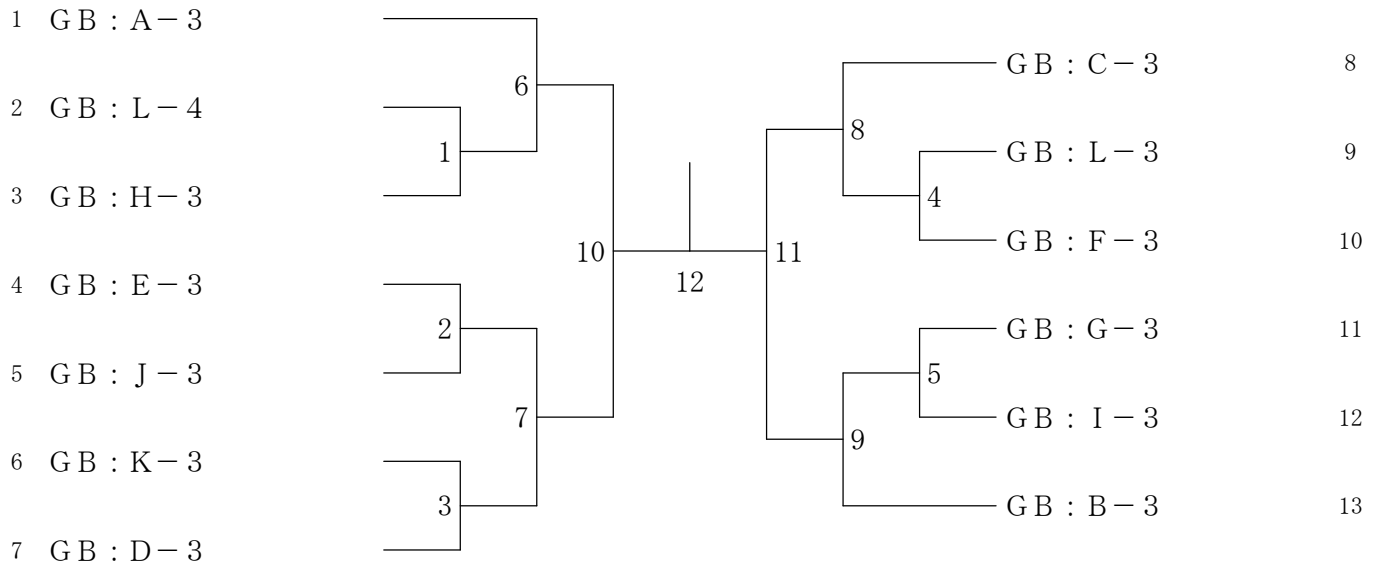 1 GB:A-3
2 GB:L-4
3 GB:H-3
4 GB:E-3
5 GB:J-3
6 GB:K-3
7 GB:D-3
6
1
2
7
3
10
12
11
8
4
5
9
GB:C-3 8
GB:L-3 9
GB:F-3 10
GB:G-3 11
GB:I-3 12
GB:B-3 13